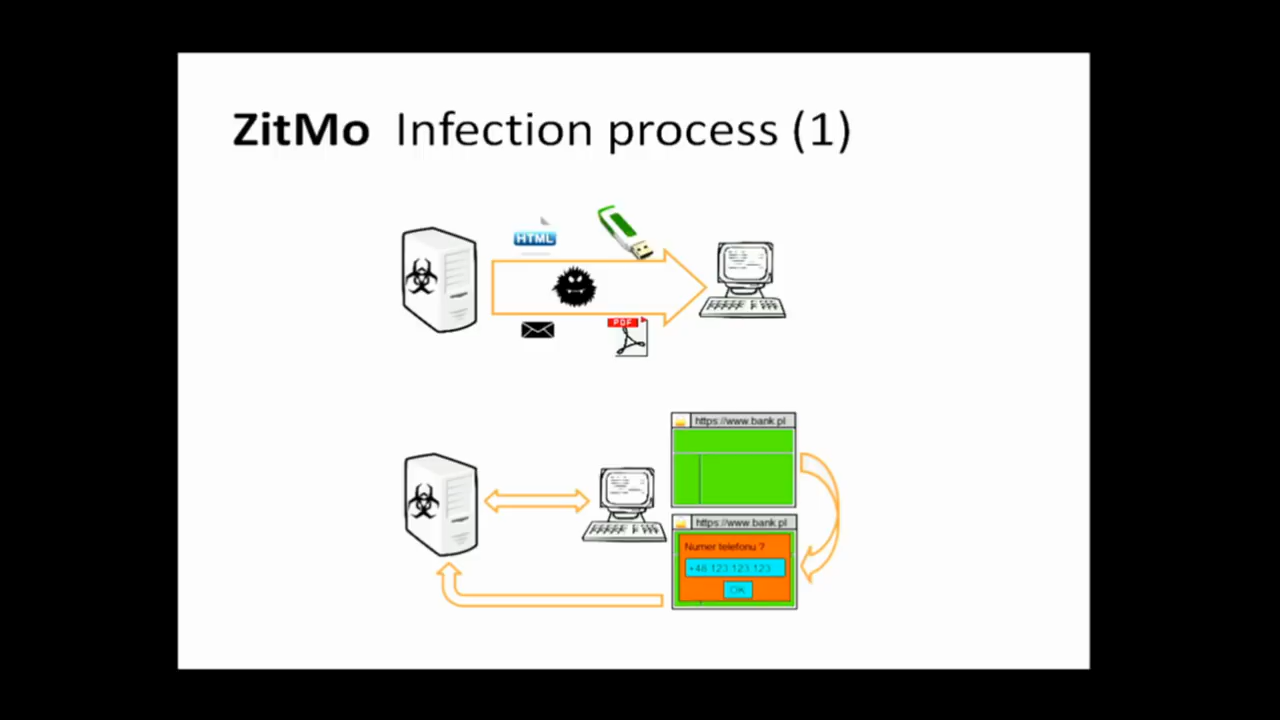 ZitMo Infection process (1)
HTML
PDF
https://www.bank.pl
https://www.bank.pl
Numer telefonu ?
+48 123 123 123
OK